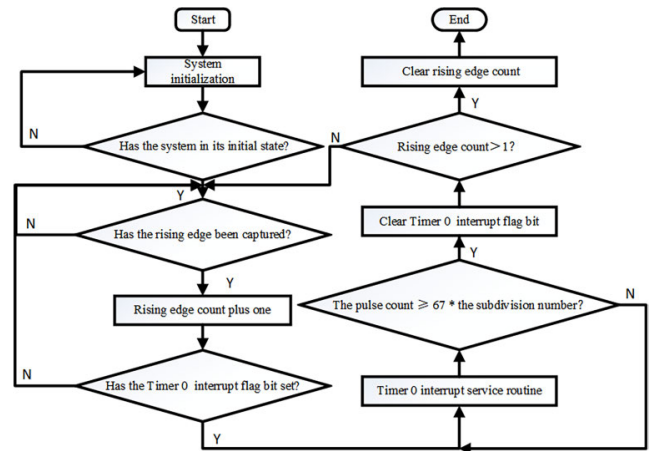 Start
System
initialization
N
Has the system in its initial state?
Y
N
Has the rising edge been captured?
Y
Rising edge count plus one
N
Has the Timer 0 interrupt flag bit set?
Y
End
Clear rising edge count
Y
N
Rising edge count＞1?
Clear Timer 0 interrupt flag bit
Y
The pulse count ≥ 67 * the subdivision number?
N
Timer 0 interrupt service routine